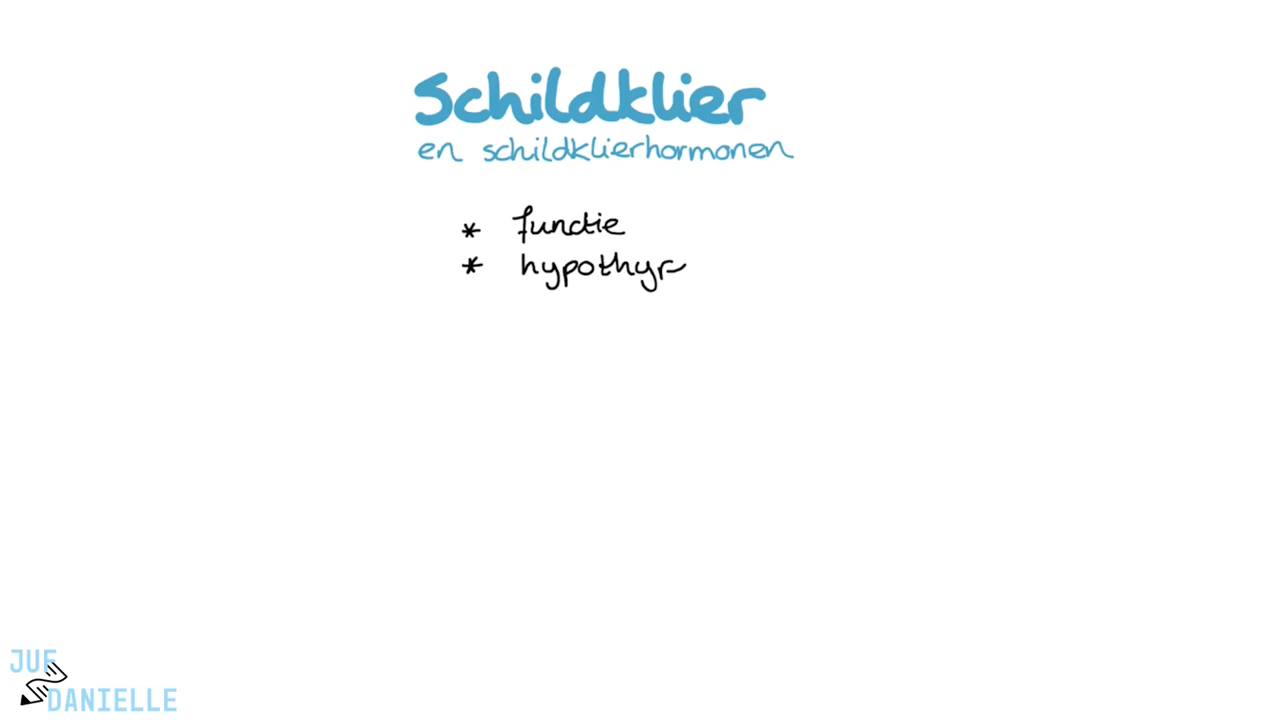 Schildklier
en schildklierhormonen
* functie
* hypothyr
JUF
DANIELLE